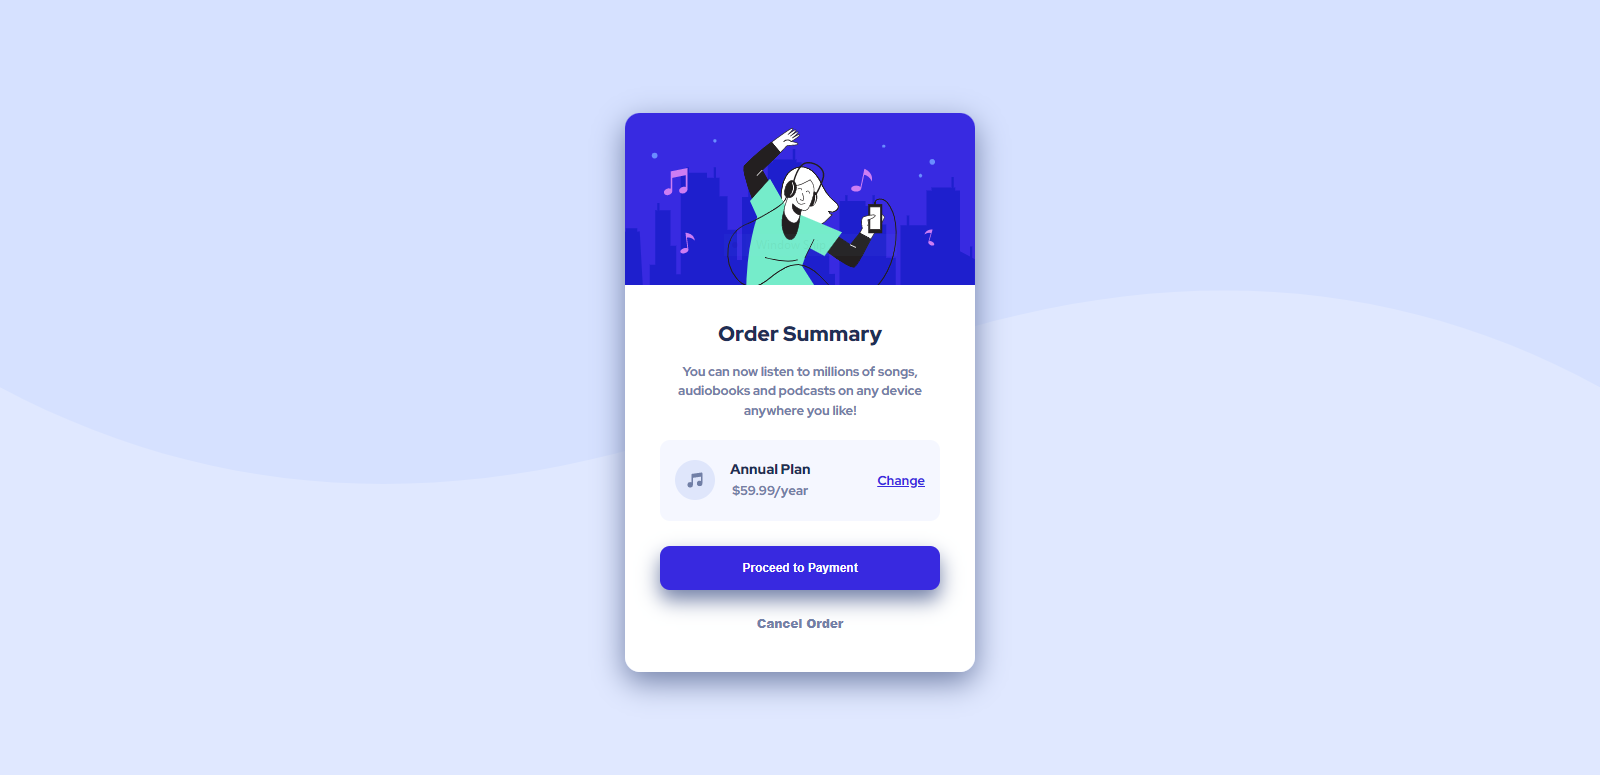 Order Summary
You can now listen to millions of songs,
audiobooks and podcasts on any device
anywhere you like!
Annual Plan
$59.99/year
Change
Proceed to Payment
Cancel Order